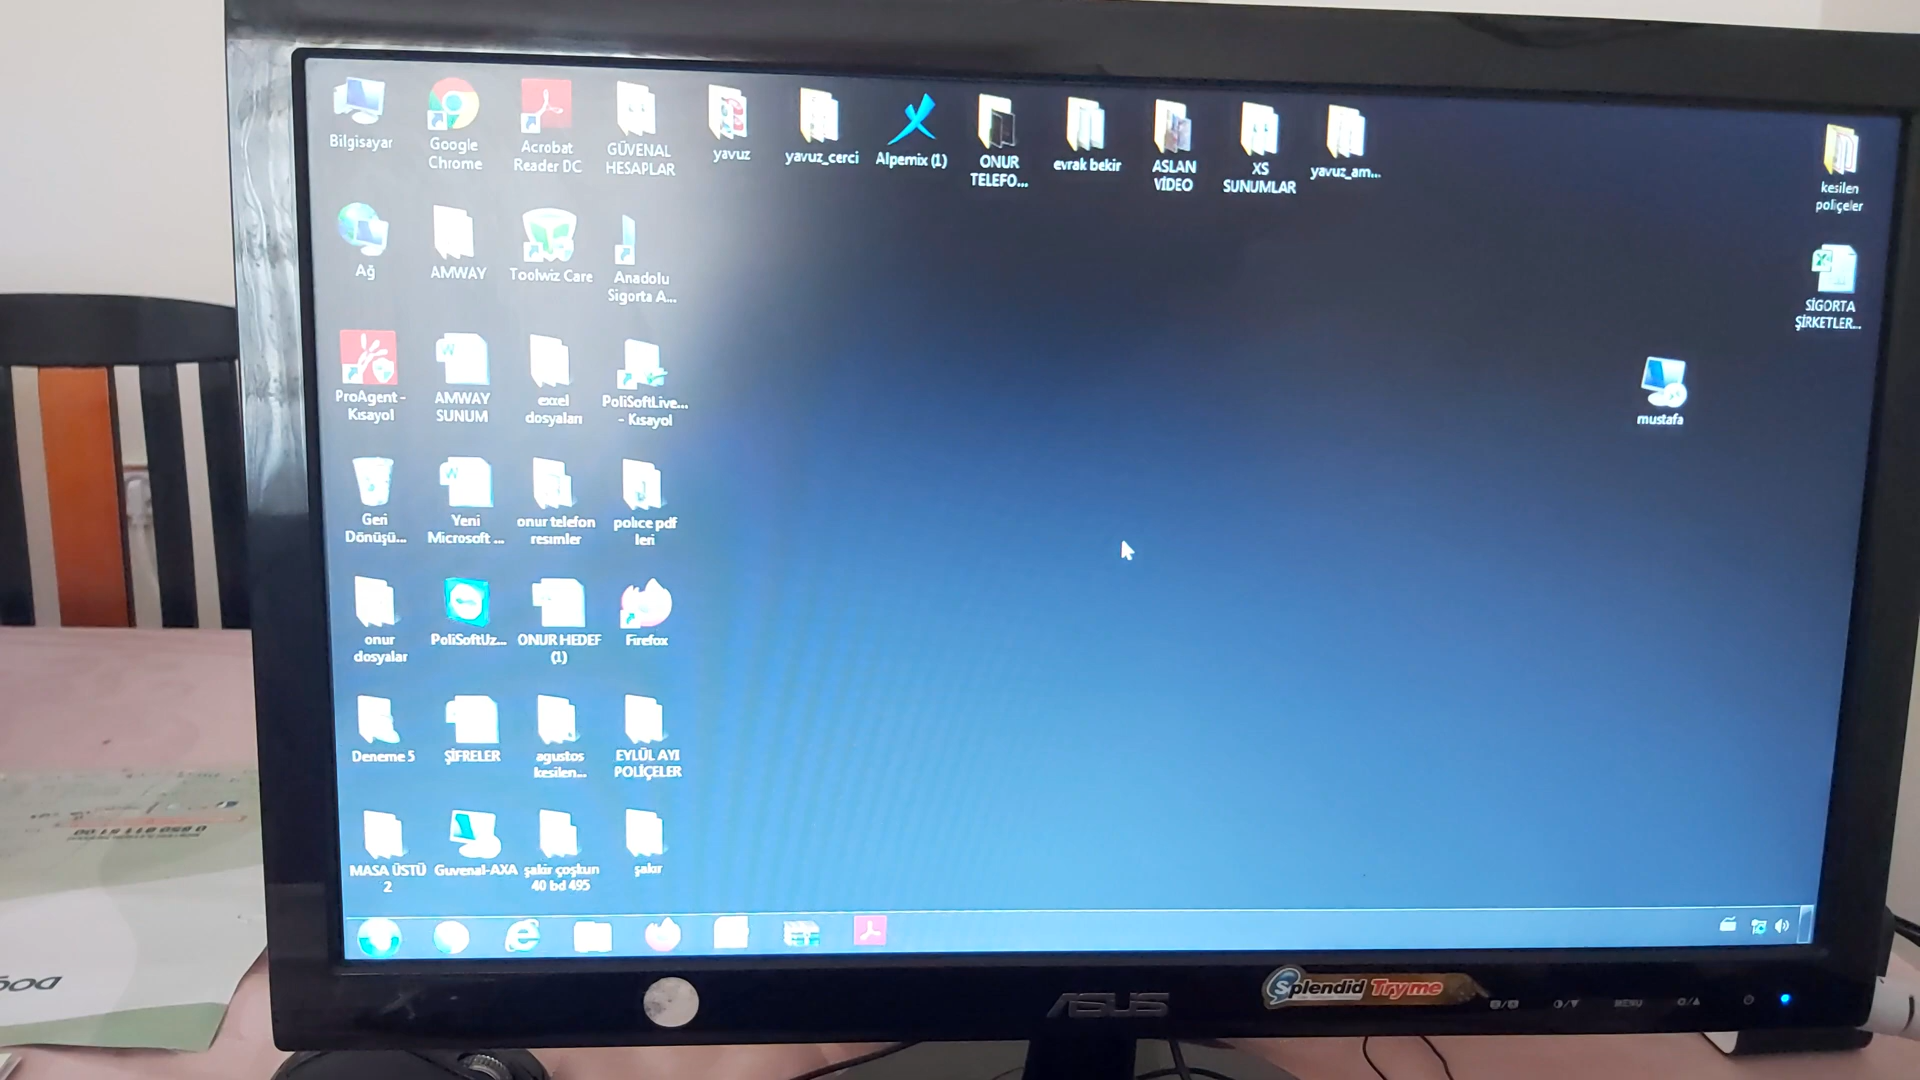 Bilgisayar
Google
Chrome
Acrobat
Reader DC
GÜVENAL
HESAPLAR
yavuz
yavuz_cerci
Alpemix (1)
ONUR
TELEFO...
evrak bekir
ASLAN
VİDEO
XS
SUNUMLAR
yavuz_am...
kesilen
poliçeler
Ağ
AMWAY
Toolwiz Care
Anadolu
Sigorta A...
SİGORTA
ŞİRKETLER...
ProAgent -
Kısayol
AMWAY
SUNUM
excel
dosyaları
PoliSoftLive...
- Kısayol
mustafa
Geri
Dönüşü...
Yeni
Microsoft ...
onur telefon
resimler
police pdf
leri
onur
dosyalar
PoliSoftUz...
ONUR HEDEF
(1)
Firefox
Deneme 5
ŞİFRELER
agustos
kesilen...
EYLÜL AYI
POLİÇELER
MASA ÜSTÜ
2
Guvenal-AXA
şakir çoşkun
40 bd 495
şakır
ASUS
Splendid Try me
MENU